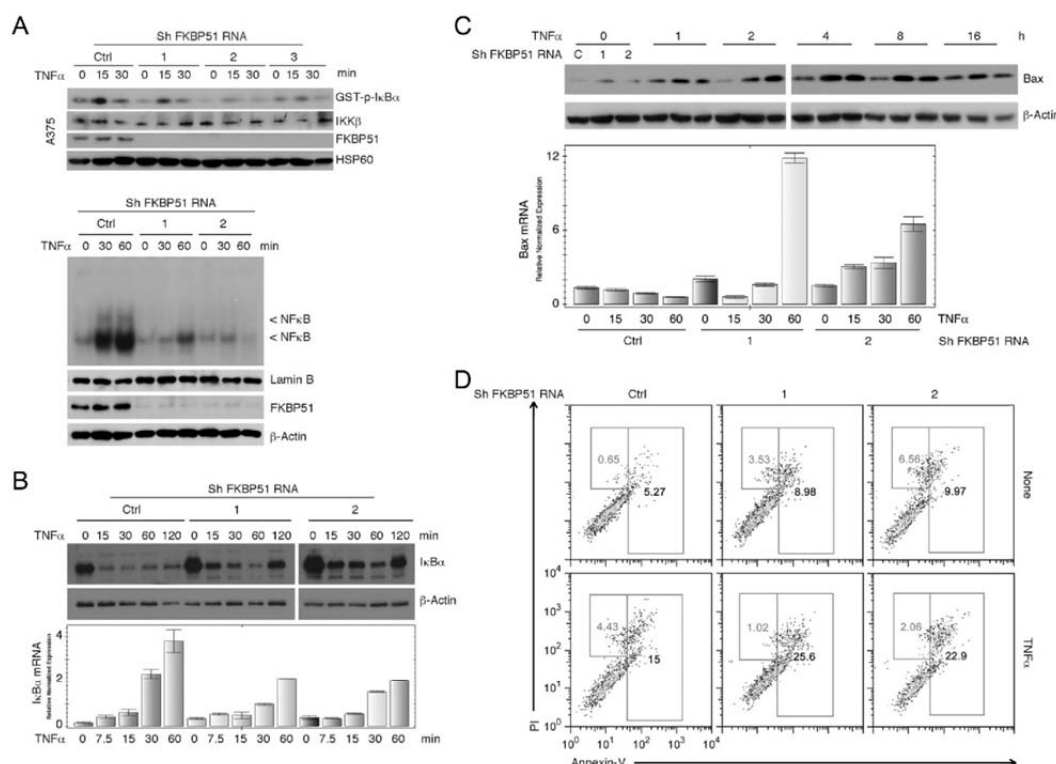 A
Sh FKBP51 RNA
Ctrl 1 2 3
TNFα 0 15 30 0 15 30 0 15 30 0 15 30 min
A375
GST-p-IκBα
IKKβ
FKBP51
HSP60
Sh FKBP51 RNA
Ctrl 1 2
TNFα 0 30 60 0 30 60 0 30 60 min
< NFκB
< NFκB
Lamin B
FKBP51
β-Actin
B
Sh FKBP51 RNA
Ctrl 1 2
TNFα 0 15 30 60 120 0 15 30 60 120 0 15 30 60 120 min
IκBα
β-Actin
IκBα mRNA
Relative Normalized Expression
4
2
0
TNFα 0 7.5 15 30 60 0 7.5 15 30 60 0 7.5 15 30 60 min
C
TNFα 0 1 2 4 8 16 h
Sh FKBP51 RNA C 1 2
Bax
β-Actin
Bax mRNA
Relative Normalized Expression
12
6
0
0 15 30 60 0 15 30 60 0 15 30 60 TNFα
Ctrl 1 2 Sh FKBP51 RNA
D
Sh FKBP51 RNA Ctrl 1 2
0.65 5.27
3.53 8.98
6.56 9.97
None
4.43 15
1.02 25.6
2.06 22.9
TNFα
10⁴
10³
10²
10¹
10⁰
PI
10⁰ 10¹ 10² 10³ 10⁴
Annexin-V